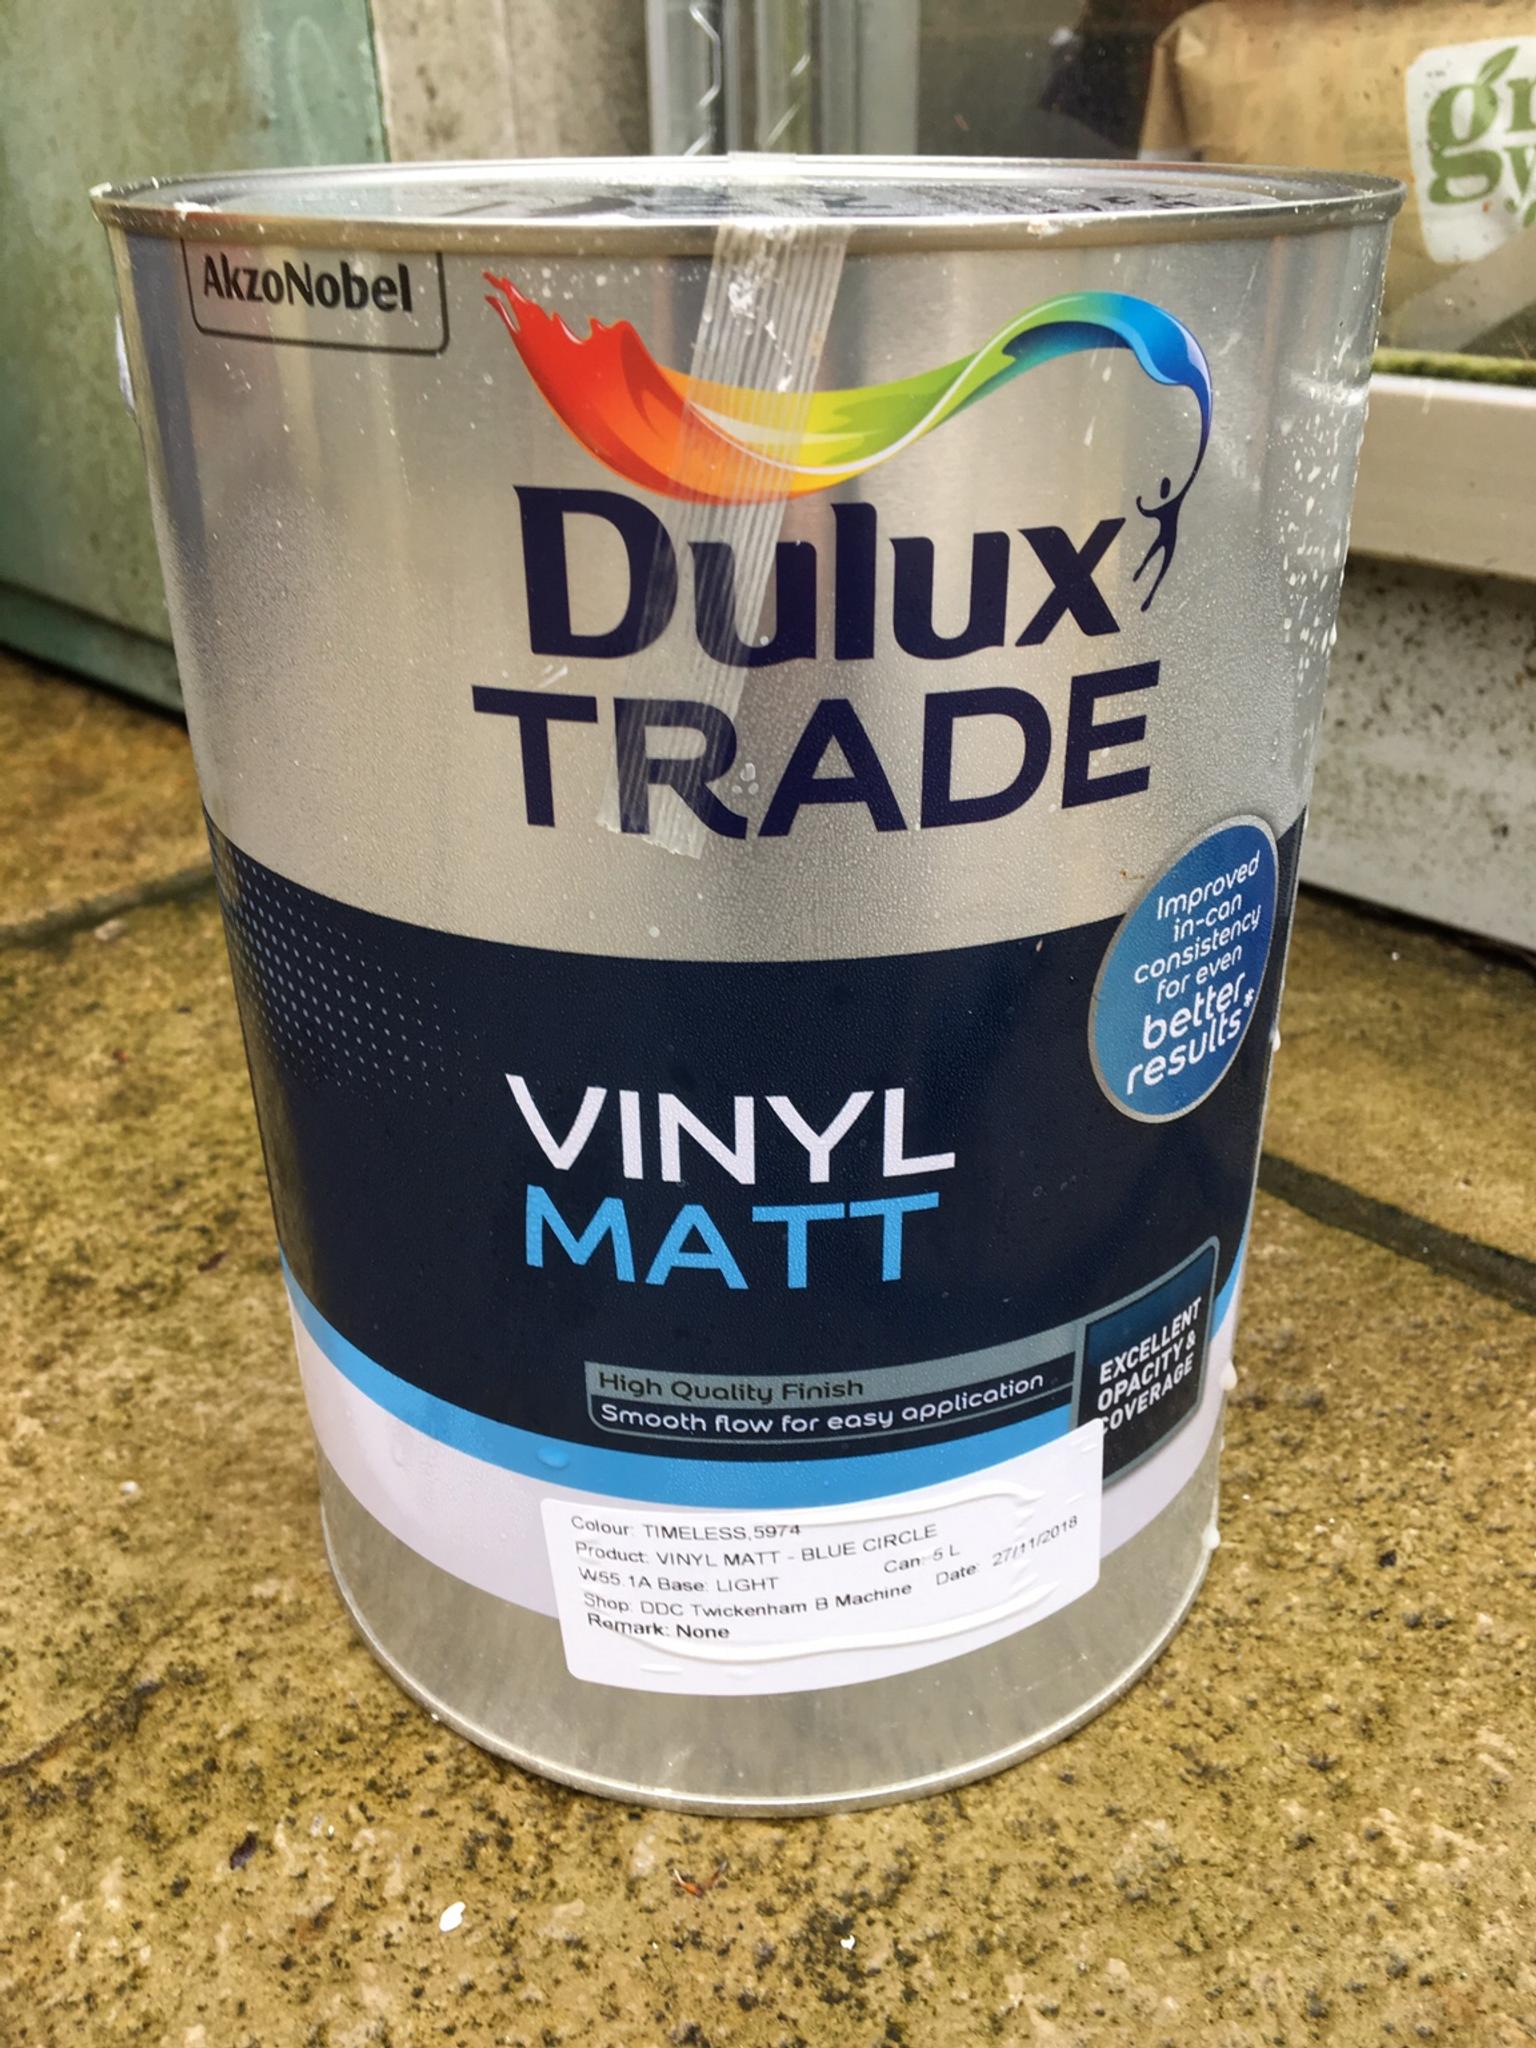 AkzoNobel
Dulux
TRADE
Improved
in-can
consistency
for even
better
results*
VINYL
MATT
High Quality Finish
Smooth flow for easy application
EXCELLENT
OPACITY &
COVERAGE
Colour: TIMELESS,5974
Product: VINYL MATT - BLUE CIRCLE
W55.1A Base: LIGHT Can: 5 L
Shop: DDC Twickenham B Machine Date: 27/11/2018
Remark: None